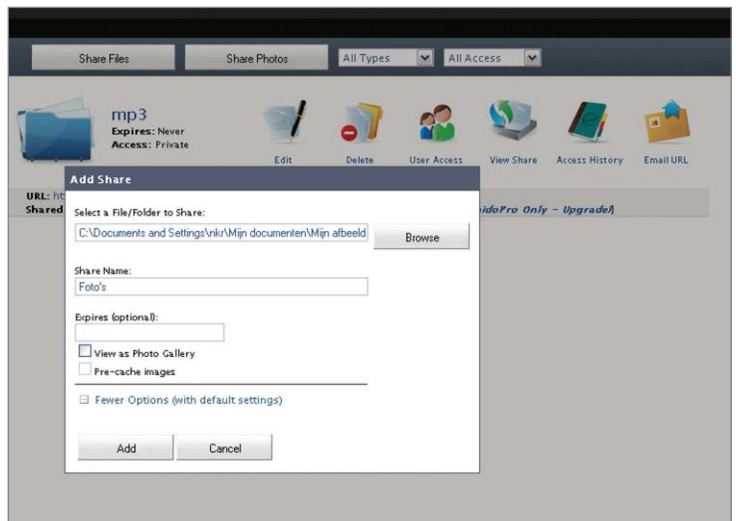 Share Files
Share Photos
All Types
All Access
mp3
Expires: Never
Access: Private
Edit
Delete
User Access
View Share
Access History
Email URL
Add Share
URL: ht
Shared
idoPro Only - Upgrade!]
Select a File/Folder to Share:
C:\Documents and Settings\nkr\Mijn documenten\Mijn afbeeld
Browse
Share Name:
Foto's
Expires (optional):
View as Photo Gallery
Pre-cache images
Fewer Options (with default settings)
Add
Cancel